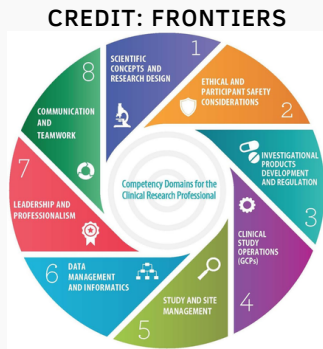 CREDIT: FRONTIERS
1
SCIENTIFIC
CONCEPTS AND
RESEARCH DESIGN
2
ETHICAL AND
PARTICIPANT SAFETY
CONSIDERATIONS
3
INVESTIGATIONAL
PRODUCTS
DEVELOPMENT
AND REGULATION
4
CLINICAL
STUDY
OPERATIONS
(GCPs)
5
STUDY AND SITE
MANAGEMENT
6
DATA
MANAGEMENT
AND INFORMATICS
7
LEADERSHIP AND
PROFESSIONALISM
8
COMMUNICATION
AND
TEAMWORK
Competency Domains for the
Clinical Research Professional